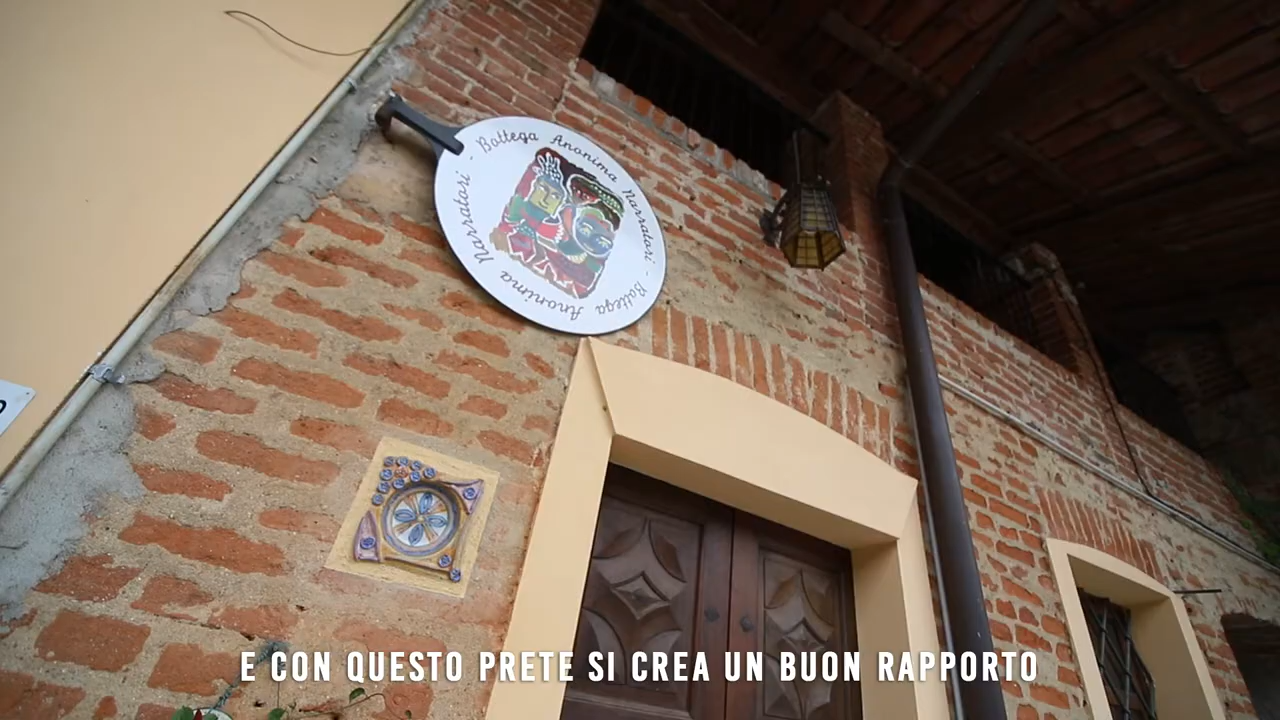 Bottega Anonima Narratori - Bottega Anonima Narratori -
E CON QUESTO PRETE SI CREA UN BUON RAPPORTO